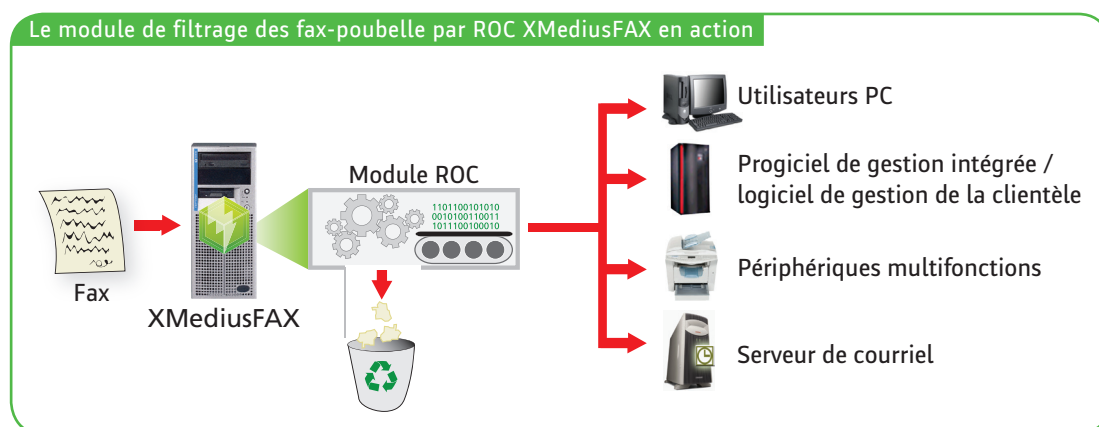 Le module de filtrage des fax-poubelle par ROC XMediusFAX en action
Fax
XMediusFAX
Module ROC
1101100101010
0010100110011
1011100100010
Utilisateurs PC
Progiciel de gestion intégrée /
logiciel de gestion de la clientèle
Périphériques multifonctions
Serveur de courriel